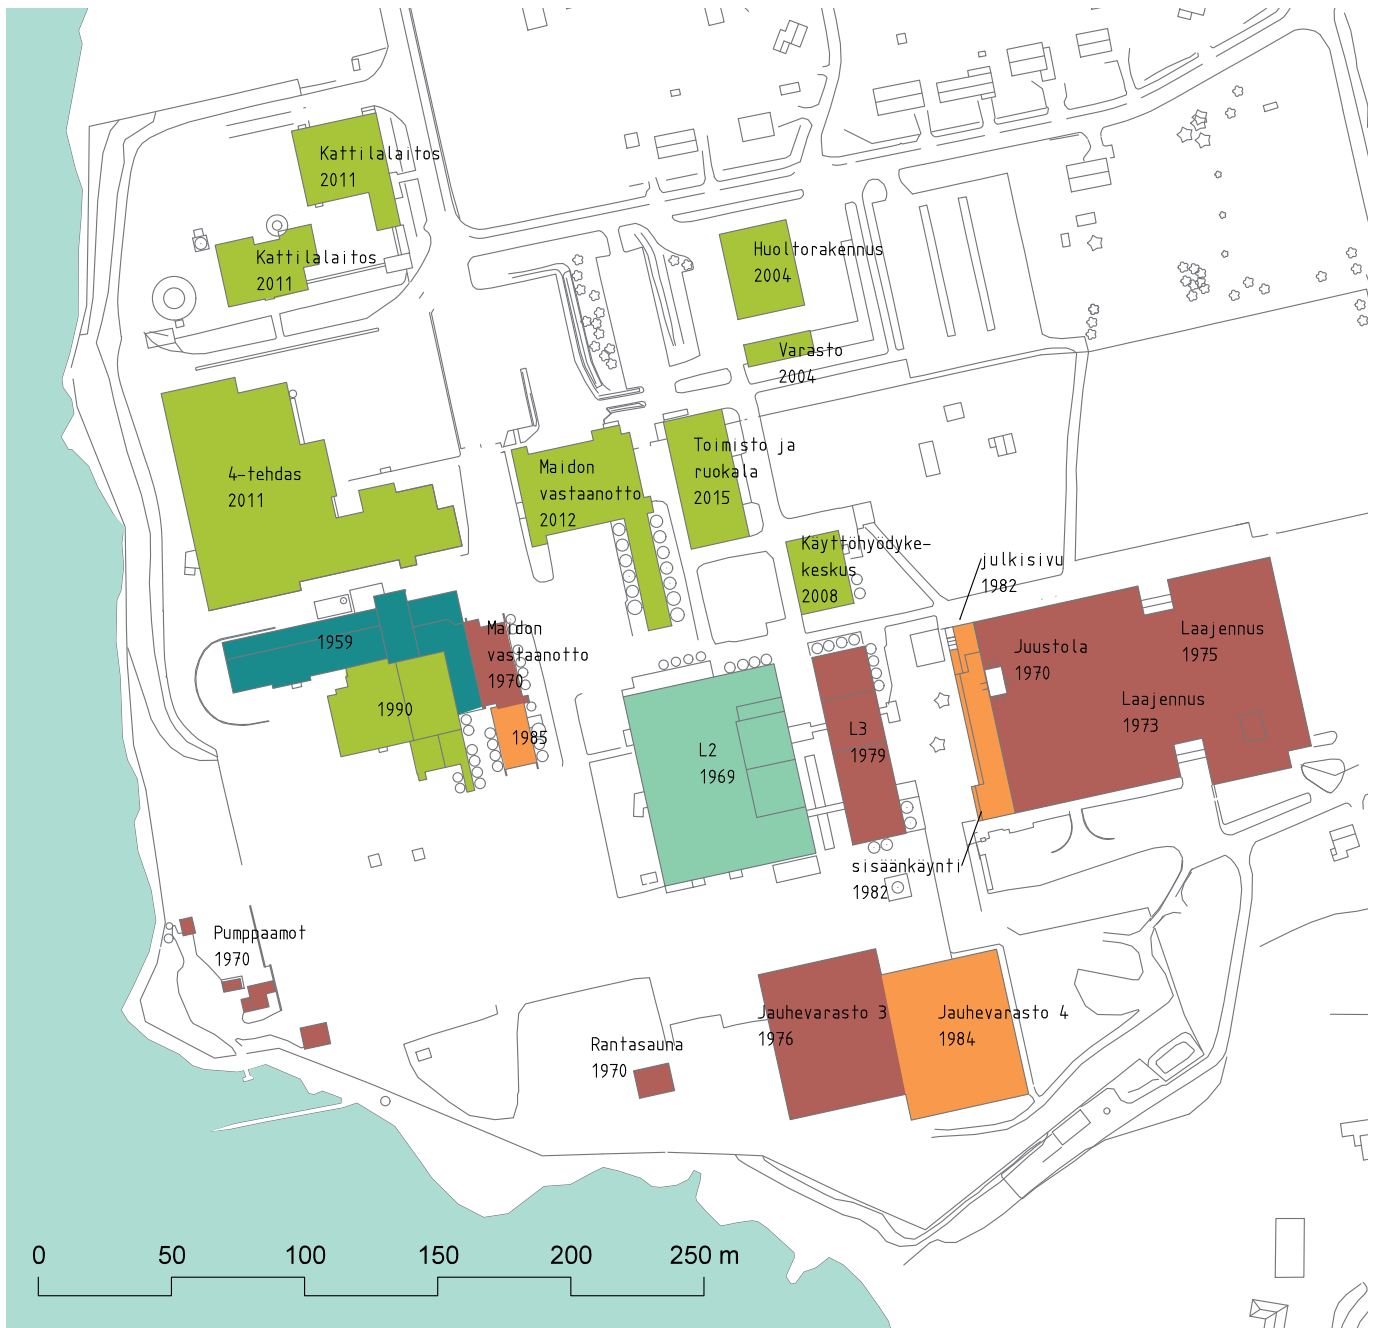 Kattilalaitos
2011
Kattilalaitos
2011
Huoltorakennus
2004
Varasto
2004
4-tehdas
2011
Maidon
vastaanotto
2012
Toimisto ja
ruokala
2015
Käyttöhyödyke-
keskus
2008
julkisivu
1982
1959
Maidon
vastaanotto
1970
1990
1985
L2
1969
L3
1979
Juustola
1970
Laajennus
1975
Laajennus
1973
sisäänkäynti
1982
Pumppaamot
1970
Rantasauna
1970
Jauhevarasto 3
1976
Jauhevarasto 4
1984
0 50 100 150 200 250 m